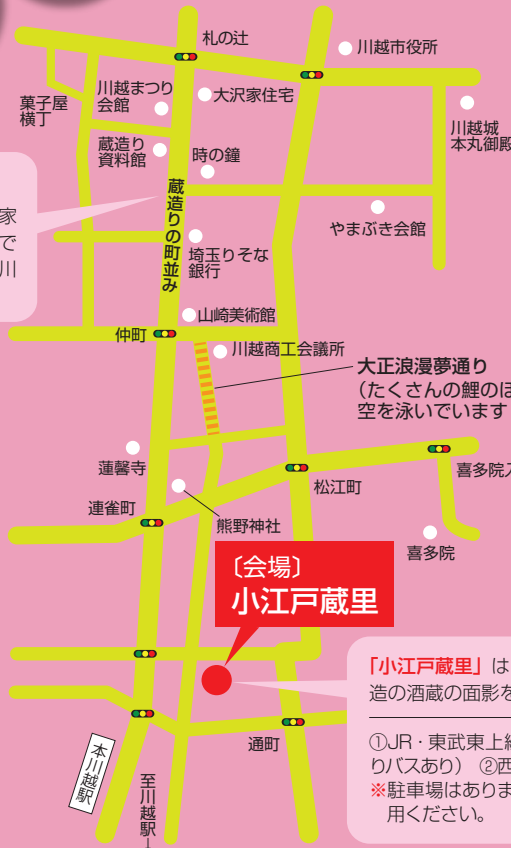 札の辻
川越市役所
菓子屋
横丁
川越まつり
会館
大沢家住宅
川越城
本丸御殿
蔵造り
資料館
時の鐘
蔵造りの町並み
家
で
川
やまぶき会館
埼玉りそな
銀行
山崎美術館
仲町
川越商工会議所
大正浪漫夢通り
(たくさんの鯉のぼ
空を泳いでいます
蓮馨寺
松江町
喜多院入
連雀町
熊野神社
喜多院
〔会場〕
小江戸蔵里
「小江戸蔵里」は
造の酒蔵の面影を
①JR・東武東上線
りバスあり) ②西
※駐車場はありま
用ください。
通町
本川越駅
至川越駅→